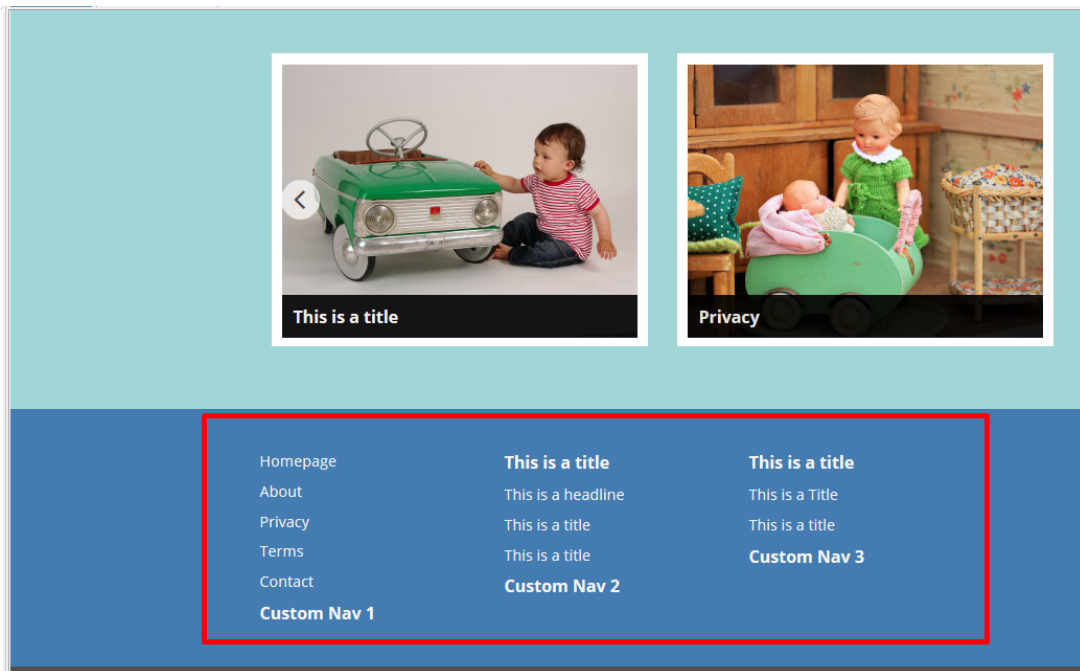 This is a title
Privacy
Homepage
About
Privacy
Terms
Contact
Custom Nav 1
This is a title
This is a headline
This is a title
This is a title
Custom Nav 2
This is a title
This is a Title
This is a title
Custom Nav 3